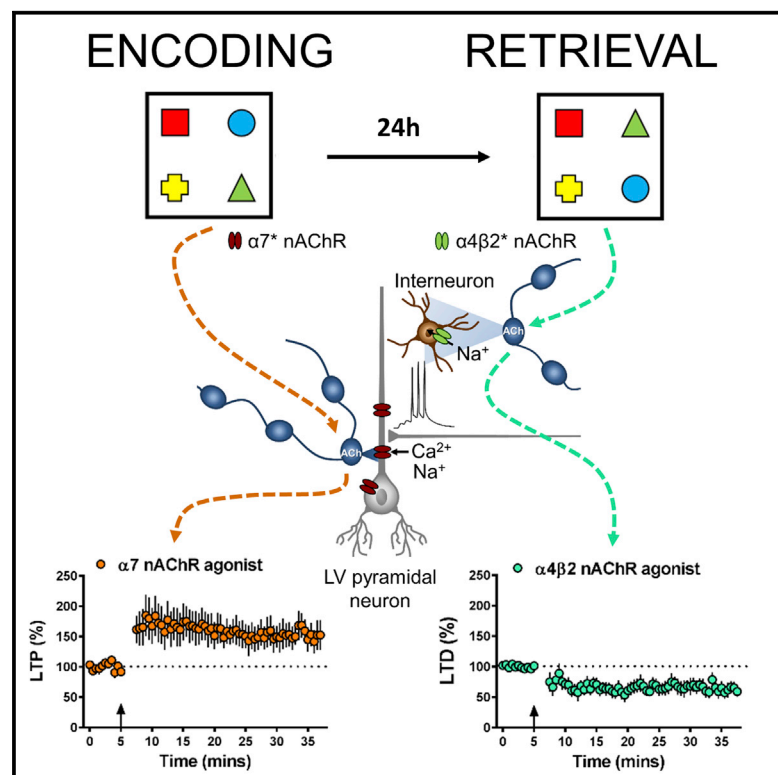 ENCODING
RETRIEVAL
24h
α7* nAChR
α4β2* nAChR
Interneuron
ACh
Na⁺
ACh
Ca²⁺
Na⁺
LV pyramidal
neuron
α7 nAChR agonist
LTP (%)
250
200
150
100
50
0
0 5 10 15 20 25 30 35
Time (mins)
α4β2 nAChR agonist
LTD (%)
250
200
150
100
50
0
0 5 10 15 20 25 30 35
Time (mins)